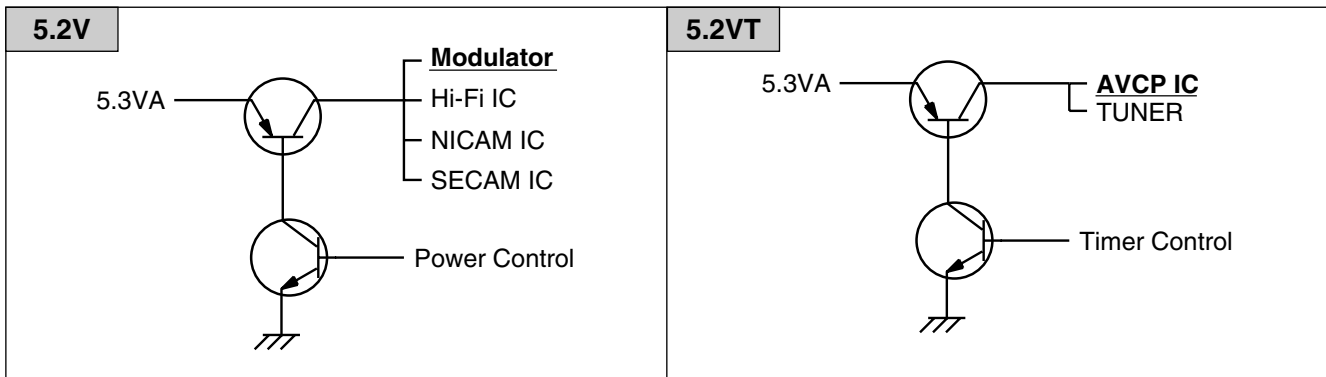 5.2V
Modulator
5.3VA
Hi-Fi IC
NICAM IC
SECAM IC
Power Control
5.2VT
5.3VA
AVCP IC
TUNER
Timer Control